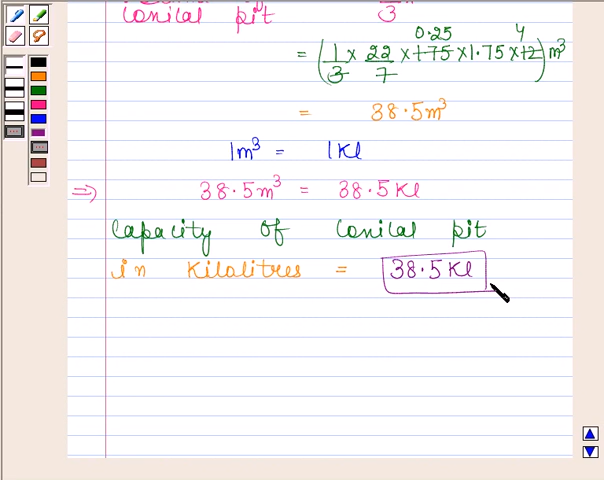 conical pit 3
0.25 4
= (1/3 × 22/7 × 1.75 × 1.75 × 12) m³
= 38.5m³
1m³ = 1Kl
⇒ 38.5m³ = 38.5Kl
Capacity of conical pit
in kilolitres = 38.5Kl